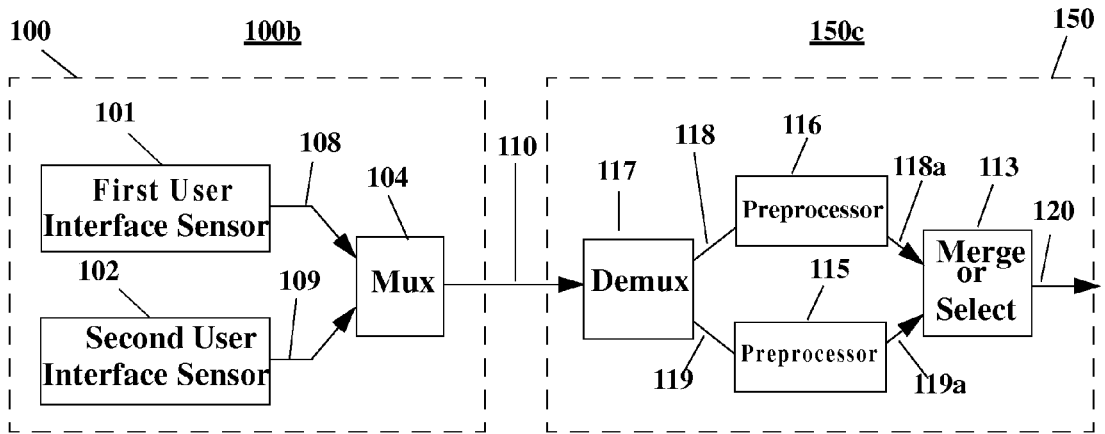 100
100b
150c
150
101
108
110
118
116
118a
113
104
117
120
First User
Interface Sensor
Preprocessor
Merge
or
Select
Mux
Demux
102
109
115
Second User
Interface Sensor
Preprocessor
119
119a